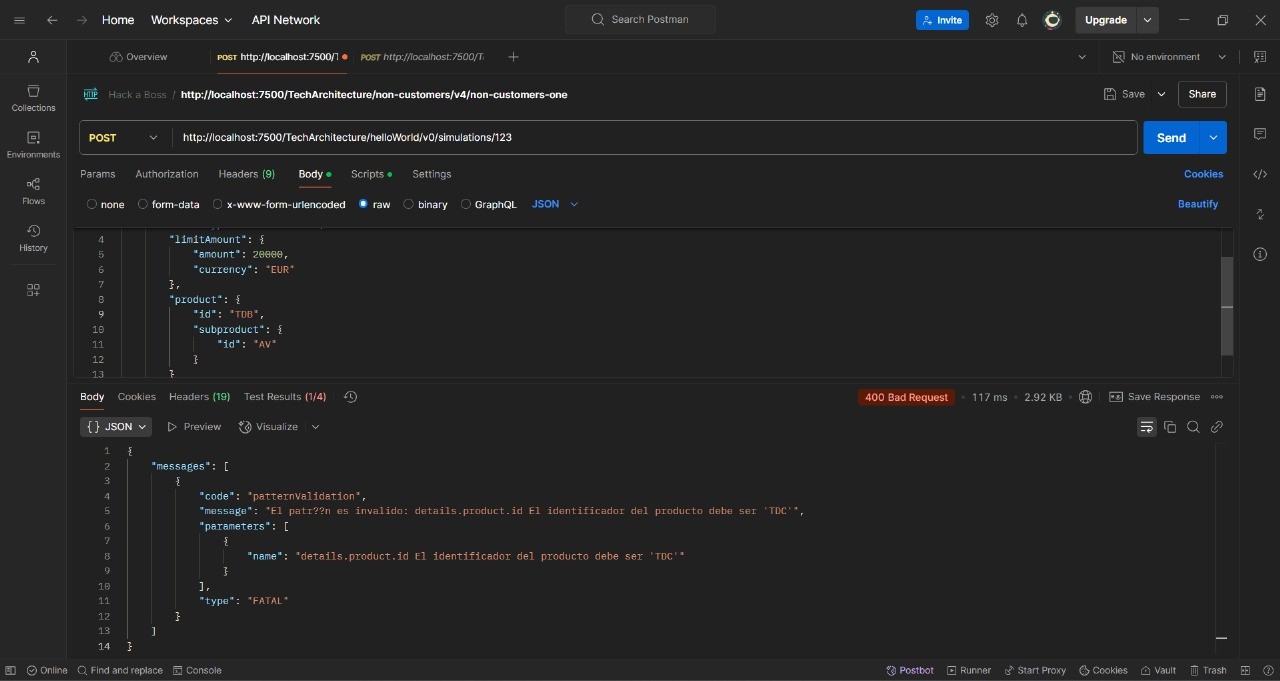 Home Workspaces API Network Search Postman Invite Upgrade
Overview POST http://localhost:7500/T POST http://localhost:7500/T No environment
Hack a Boss / http://localhost:7500/TechArchitecture/non-customers/v4/non-customers-one Save Share
Collections
Environments
Flows
History
POST http://localhost:7500/TechArchitecture/helloWorld/v0/simulations/123 Send
Params Authorization Headers (9) Body Scripts Settings Cookies
none form-data x-www-form-urlencoded raw binary GraphQL JSON Beautify
4 "limitAmount": {
5 "amount": 20000,
6 "currency": "EUR"
7 },
8 "product": {
9 "id": "TDB",
10 "subproduct": {
11 "id": "AV"
12 }
13 }
Body Cookies Headers (19) Test Results (1/4) 400 Bad Request 117 ms 2.92 KB Save Response
{} JSON Preview Visualize
1 {
2 "messages": [
3 {
4 "code": "patternValidation",
5 "message": "El patr??n es invalido: details.product.id El identificador del producto debe ser 'TDC'",
6 "parameters": [
7 {
8 "name": "details.product.id El identificador del producto debe ser 'TDC'"
9 }
10 ],
11 "type": "FATAL"
12 }
13 ]
14 }
Online Find and replace Console Postbot Runner Start Proxy Cookies Vault Trash